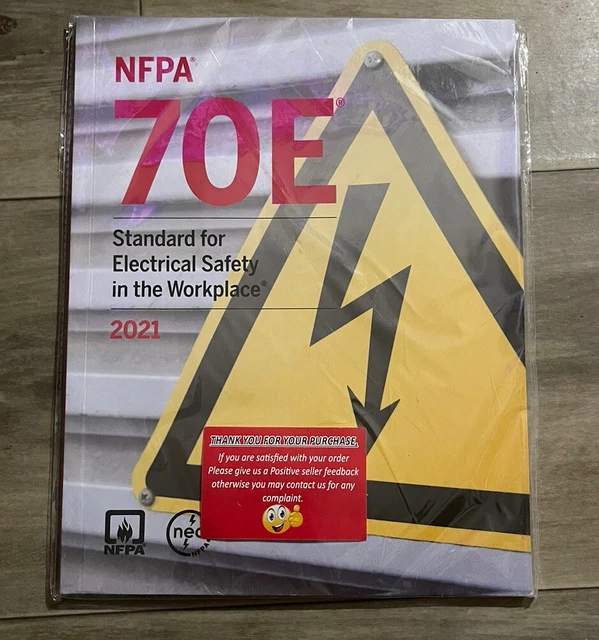 NFPA®
70E®
Standard for
Electrical Safety
in the Workplace®
2021
THANK YOU FOR YOUR PURCHASE,
If you are satisfied with your order
Please give us a Positive seller feedback
otherwise you may contact us for any
complaint.
NFPA
NFPA